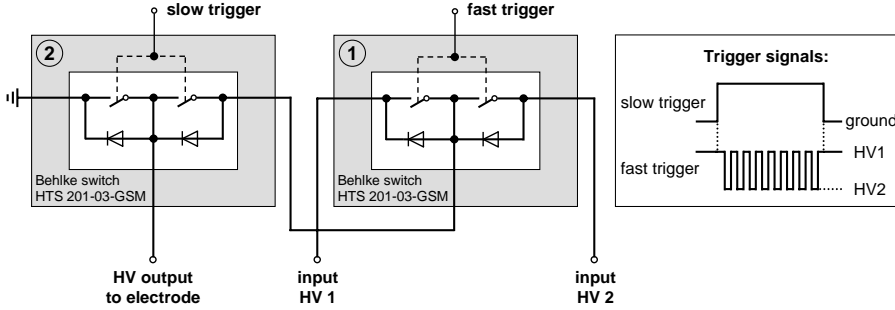 slow trigger
fast trigger
2
1
Behlke switch
HTS 201-03-GSM
Behlke switch
HTS 201-03-GSM
HV output
to electrode
input
HV 1
input
HV 2
Trigger signals:
slow trigger
ground
HV1
fast trigger
HV2